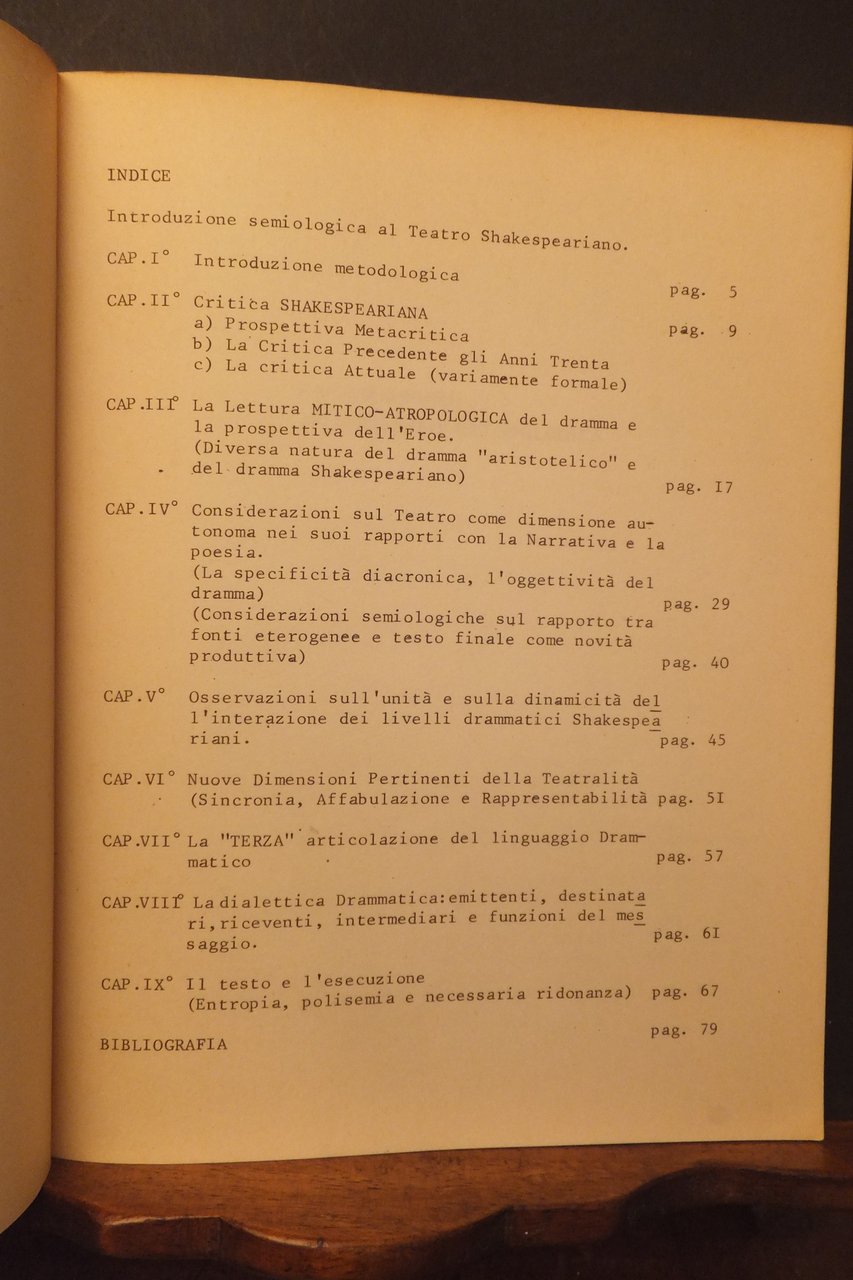 INDICE
Introduzione semiologica al Teatro Shakespeariano.
CAP.I° Introduzione metodologica pag. 5
CAP.II° Critica SHAKESPEARIANA
a) Prospettiva Metacritica pag. 9
b) La Critica Precedente gli Anni Trenta
c) La critica Attuale (variamente formale)
CAP.III° La Lettura MITICO-ATROPOLOGICA del dramma e
la prospettiva dell'Eroe.
(Diversa natura del dramma "aristotelico" e
del dramma Shakespeariano) pag. I7
CAP.IV° Considerazioni sul Teatro come dimensione au-
tonoma nei suoi rapporti con la Narrativa e la
poesia.
(La specificità diacronica, l'oggettività del
dramma) pag. 29
(Considerazioni semiologiche sul rapporto tra
fonti eterogenee e testo finale come novità
produttiva) pag. 40
CAP.V° Osservazioni sull'unità e sulla dinamicità del
l'interazione dei livelli drammatici Shakespea
riani. pag. 45
CAP.VI° Nuove Dimensioni Pertinenti della Teatralità
(Sincronia, Affabulazione e Rappresentabilità pag. 5I
CAP.VII° La "TERZA" articolazione del linguaggio Dram-
matico pag. 57
CAP.VIII° La dialettica Drammatica:emittenti, destinata
ri,riceventi, intermediari e funzioni del mes
saggio. pag. 6I
CAP.IX° Il testo e l'esecuzione
(Entropia, polisemia e necessaria ridonanza) pag. 67
BIBLIOGRAFIA pag. 79